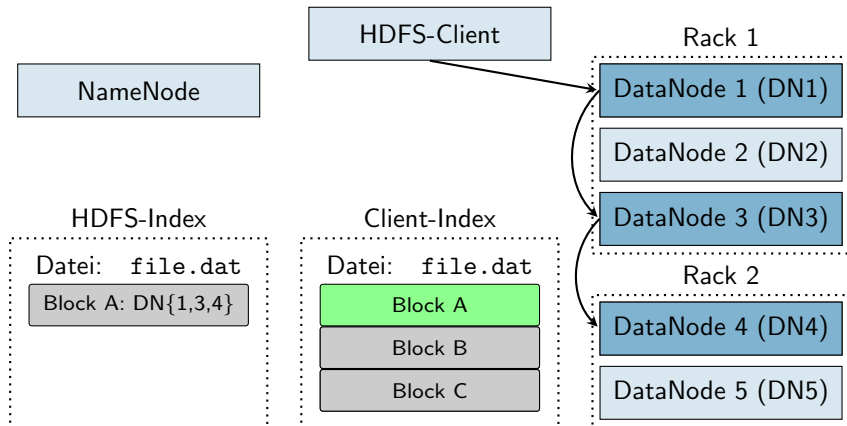 HDFS-Client
NameNode
Rack 1
DataNode 1 (DN1)
DataNode 2 (DN2)
DataNode 3 (DN3)
HDFS-Index
Datei: file.dat
Block A: DN{1,3,4}
Client-Index
Datei: file.dat
Block A
Block B
Block C
Rack 2
DataNode 4 (DN4)
DataNode 5 (DN5)